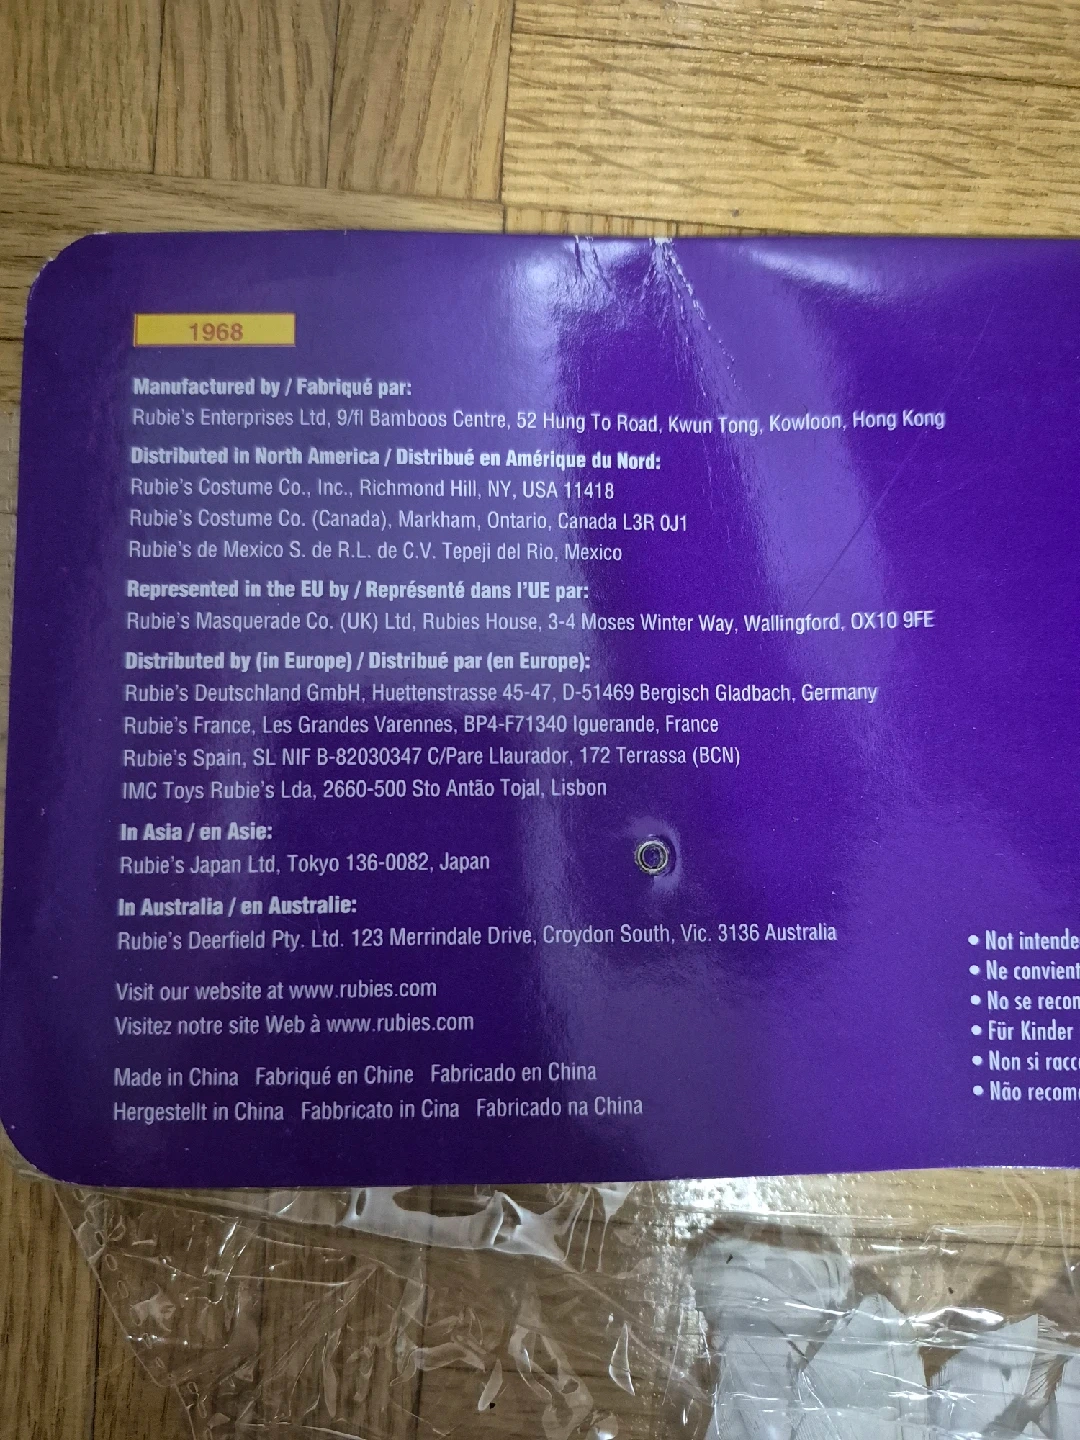 1968
Manufactured by / Fabriqué par:
Rubie's Enterprises Ltd, 9/fl Bamboos Centre, 52 Hung To Road, Kwun Tong, Kowloon, Hong Kong
Distributed in North America / Distribué en Amérique du Nord:
Rubie's Costume Co., Inc., Richmond Hill, NY, USA 11418
Rubie's Costume Co. (Canada), Markham, Ontario, Canada L3R 0J1
Rubie's de Mexico S. de R.L. de C.V. Tepeji del Rio, Mexico
Represented in the EU by / Représenté dans l'UE par:
Rubie's Masquerade Co. (UK) Ltd, Rubies House, 3-4 Moses Winter Way, Wallingford, OX10 9FE
Distributed by (in Europe) / Distribué par (en Europe):
Rubie's Deutschland GmbH, Huettenstrasse 45-47, D-51469 Bergisch Gladbach, Germany
Rubie's France, Les Grandes Varennes, BP4-F71340 Iguerande, France
Rubie's Spain, SL NIF B-82030347 C/Pare Llaurador, 172 Terrassa (BCN)
IMC Toys Rubie's Lda, 2660-500 Sto Antão Tojal, Lisbon
In Asia / en Asie:
Rubie's Japan Ltd, Tokyo 136-0082, Japan
In Australia / en Australie:
Rubie's Deerfield Pty. Ltd. 123 Merrindale Drive, Croydon South, Vic. 3136 Australia
Visit our website at www.rubies.com
Visitez notre site Web à www.rubies.com
Made in China Fabriqué en Chine Fabricado en China
Hergestellt in China Fabbricato in Cina Fabricado na China
• Not intende
• Ne convient
• No se recon
• Für Kinder
• Non si racc
• Não recom